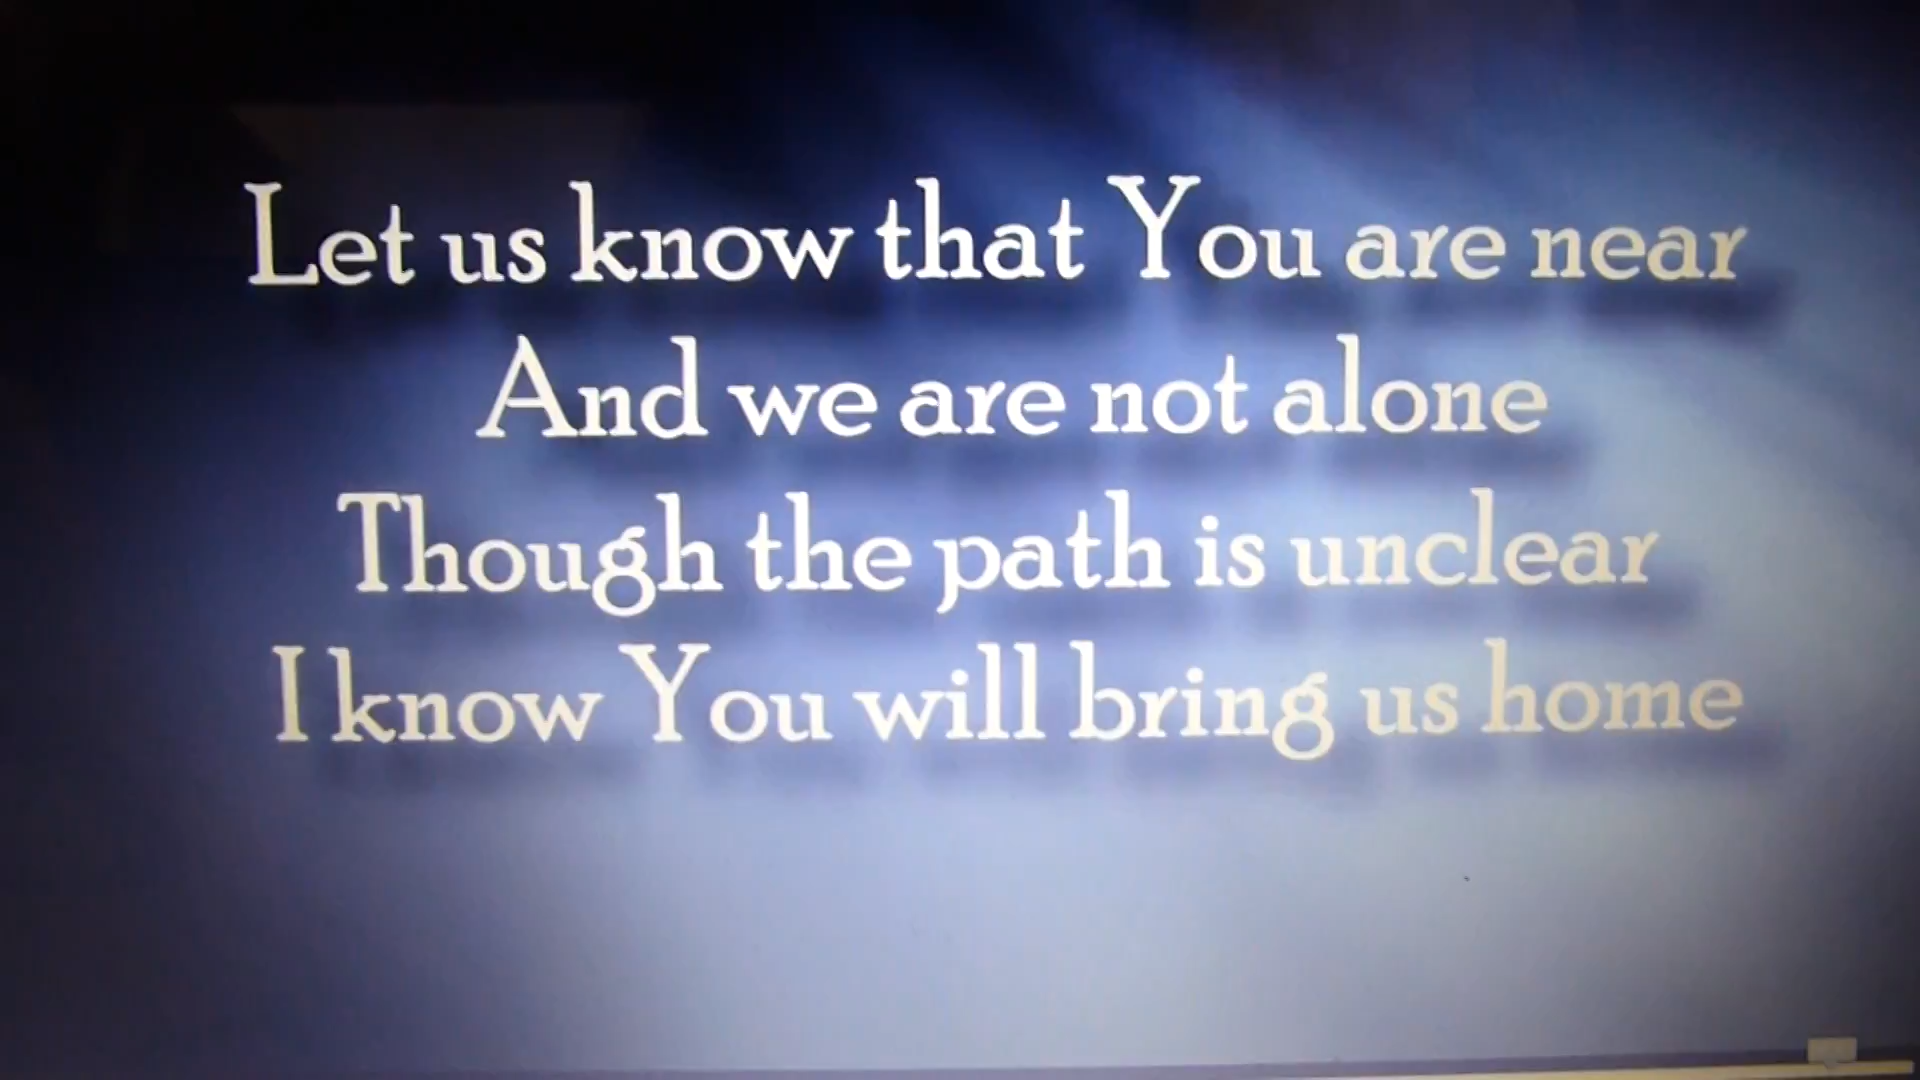 Let us know that You are near
And we are not alone
Though the path is unclear
I know You will bring us home